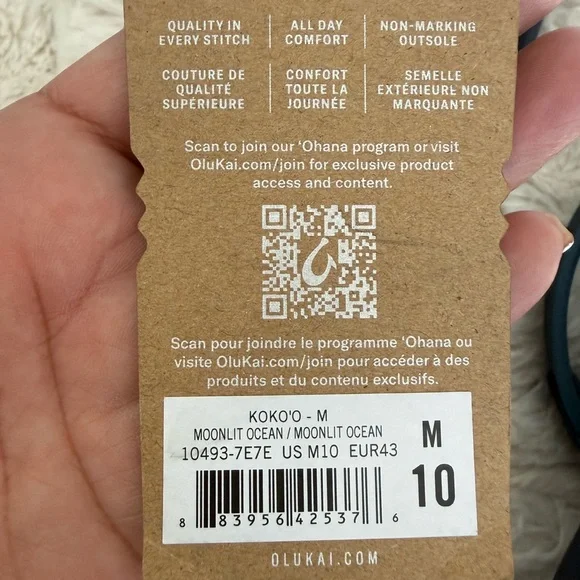 QUALITY IN
EVERY STITCH
ALL DAY
COMFORT
NON-MARKING
OUTSOLE
COUTURE DE
QUALITÉ
SUPÉRIEURE
CONFORT
TOUTE LA
JOURNÉE
SEMELLE
EXTÉRIEURE NON
MARQUANTE
Scan to join our 'Ohana program or visit
OluKai.com/join for exclusive product
access and content.
Scan pour joindre le programme 'Ohana ou
visite OluKai.com/join pour accéder à des
produits et du contenu exclusifs.
KOKO'O - M
MOONLIT OCEAN / MOONLIT OCEAN
10493-7E7E US M10 EUR43
M
10
8 83956 42537 6
OLUKAI.COM